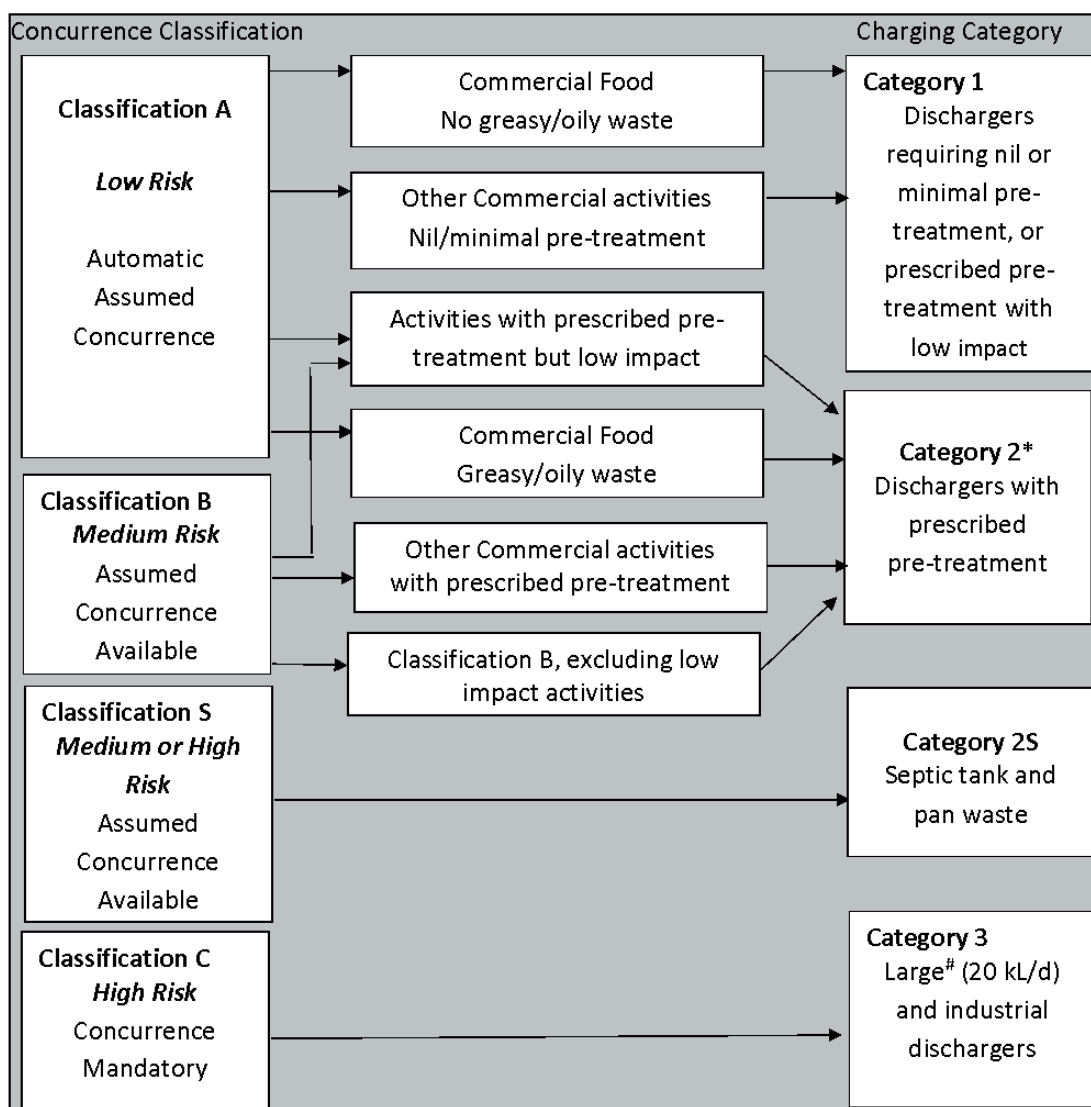 Concurrence Classification
Charging Category
Classification A
Low Risk
Automatic
Assumed
Concurrence
Classification B
Medium Risk
Assumed
Concurrence
Available
Classification S
Medium or High
Risk
Assumed
Concurrence
Available
Classification C
High Risk
Concurrence
Mandatory
Commercial Food
No greasy/oily waste
Other Commercial activities
Nil/minimal pre-treatment
Activities with prescribed pre-
treatment but low impact
Commercial Food
Greasy/oily waste
Other Commercial activities
with prescribed pre-treatment
Classification B, excluding low
impact activities
Category 1
Dischargers
requiring nil or
minimal pre-
treatment, or
prescribed pre-
treatment with
low impact
Category 2*
Dischargers with
prescribed
pre-treatment
Category 2S
Septic tank and
pan waste
Category 3
Large# (20 kL/d)
and industrial
dischargers